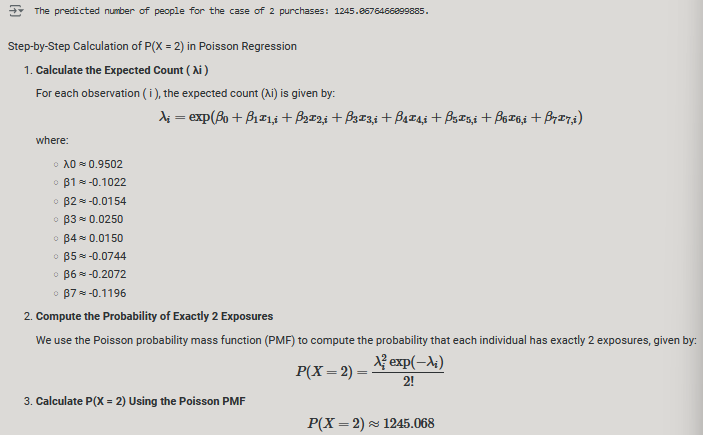 The predicted number of people for the case of 2 purchases: 1245.0676466099885.
Step-by-Step Calculation of P(X = 2) in Poisson Regression
1. Calculate the Expected Count ( λi )
For each observation ( i ), the expected count (λi) is given by:
λᵢ = exp(β₀ + β₁x₁,ᵢ + β₂x₂,ᵢ + β₃x₃,ᵢ + β₄x₄,ᵢ + β₅x₅,ᵢ + β₆x₆,ᵢ + β₇x₇,ᵢ)
where:
○ λ0 ≈ 0.9502
○ β1 ≈ -0.1022
○ β2 ≈ -0.0154
○ β3 ≈ 0.0250
○ β4 ≈ 0.0150
○ β5 ≈ -0.0744
○ β6 ≈ -0.2072
○ β7 ≈ -0.1196
2. Compute the Probability of Exactly 2 Exposures
We use the Poisson probability mass function (PMF) to compute the probability that each individual has exactly 2 exposures, given by:
P(X = 2) = λᵢ² exp(−λᵢ) / 2!
3. Calculate P(X = 2) Using the Poisson PMF
P(X = 2) ≈ 1245.068